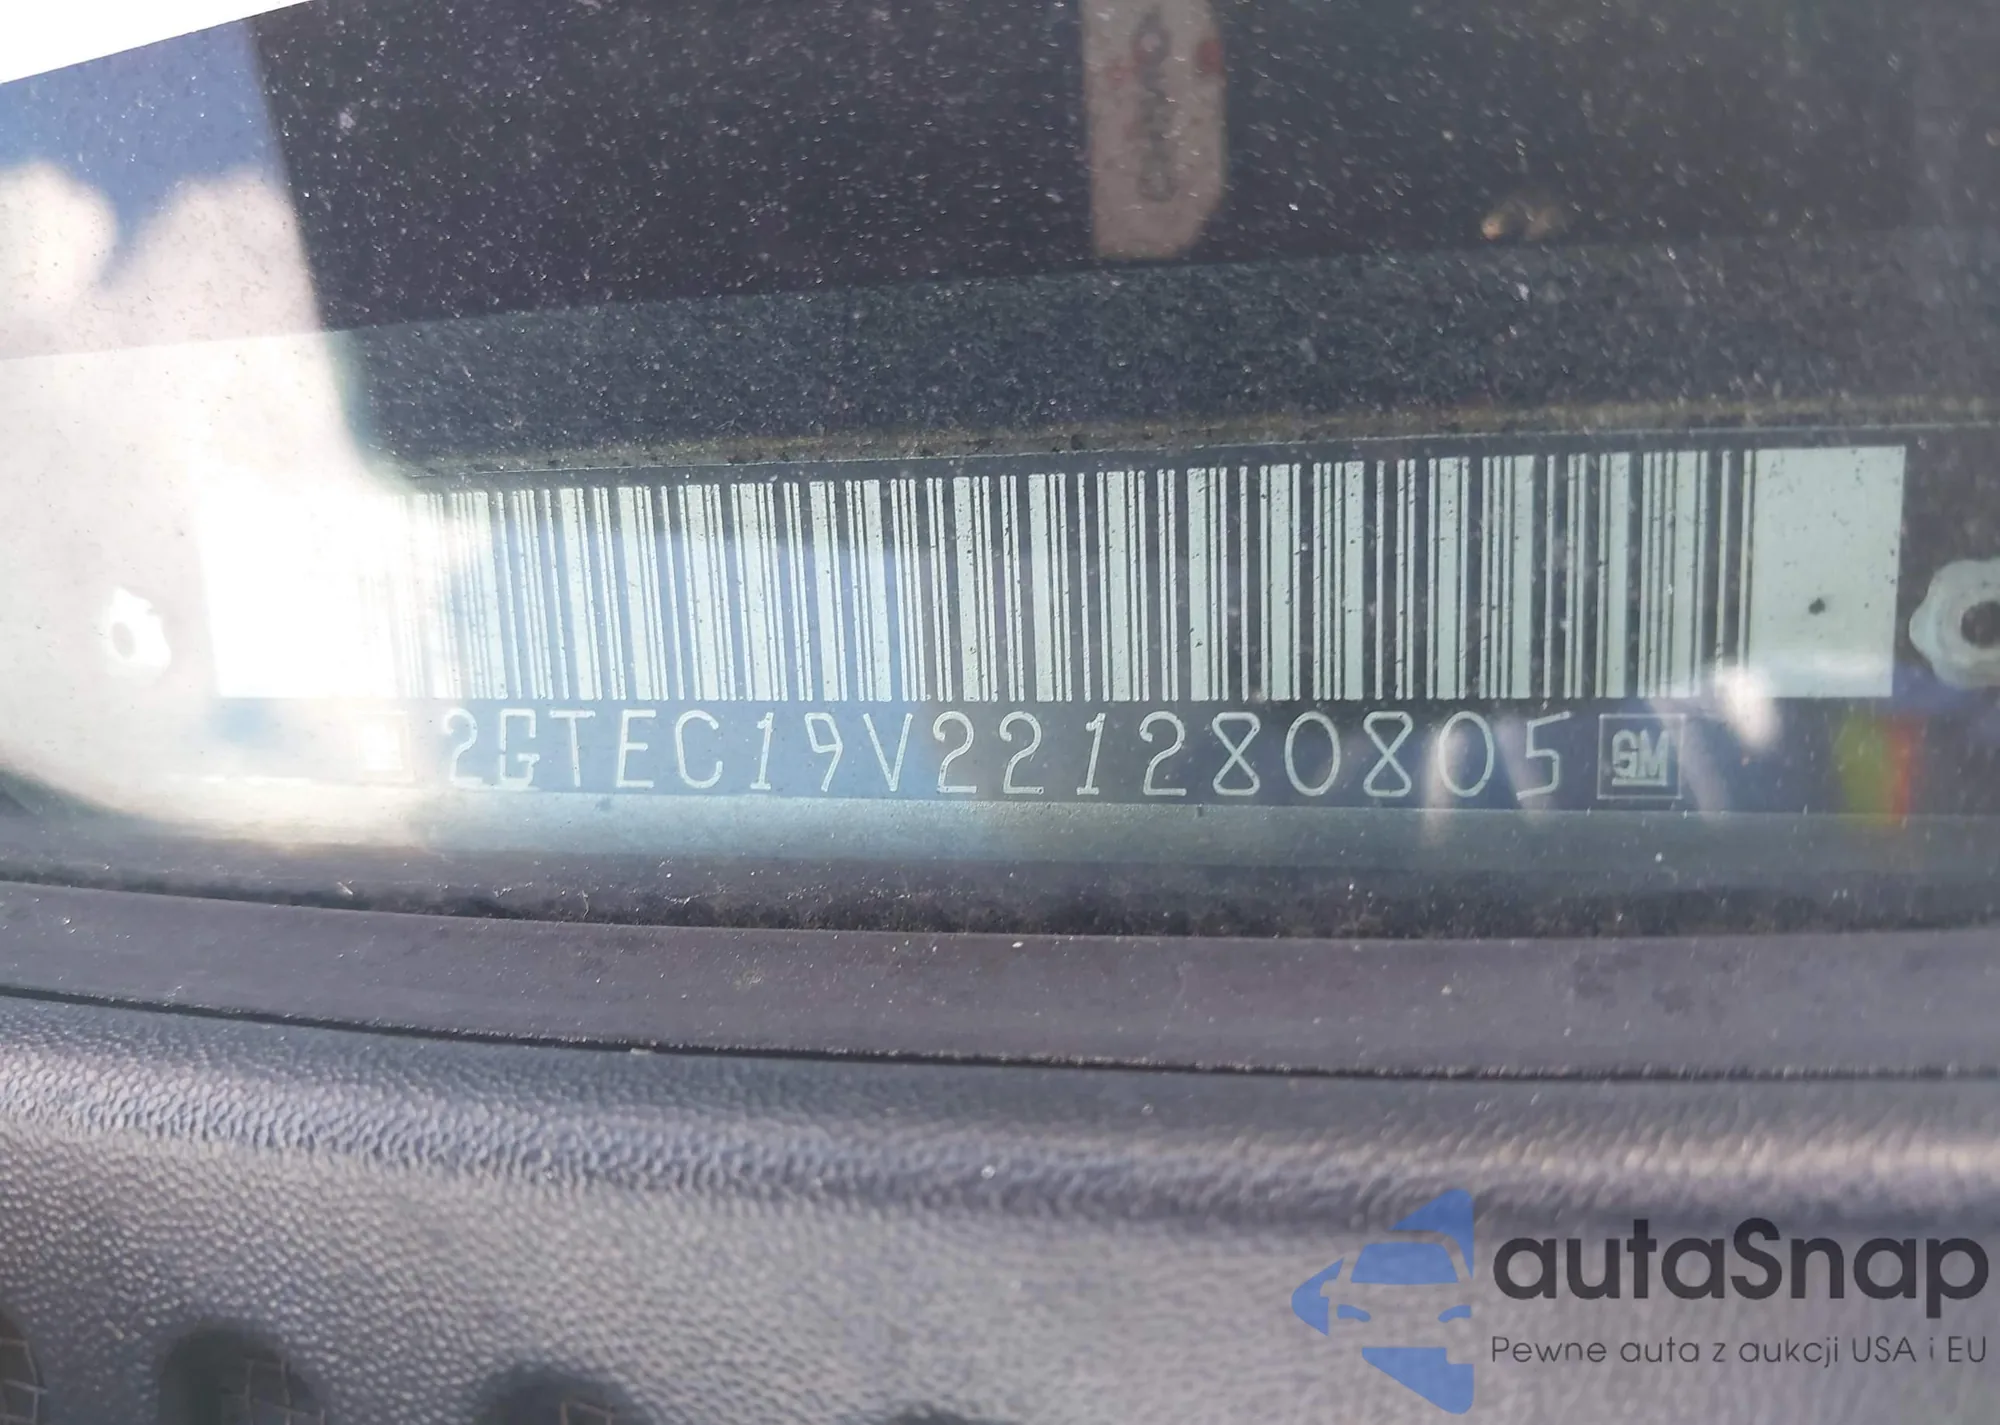 2GTEC19V221280805 GM
autaSnap
Pewne auta z aukcji USA i EU